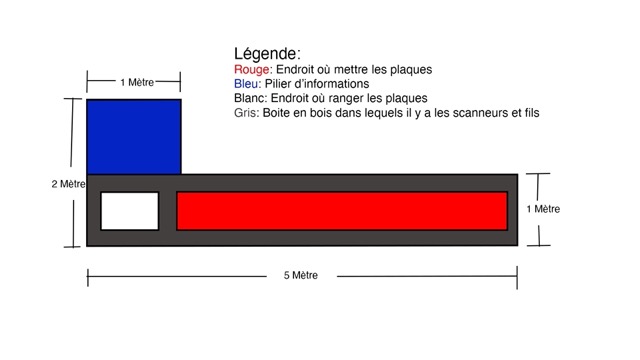 Légende:
Rouge: Endroit où mettre les plaques
Bleu: Pilier d'informations
Blanc: Endroit où ranger les plaques
Gris: Boite en bois dans lequels il y a les scanneurs et fils
1 Mètre
2 Mètre
1 Mètre
5 Mètre